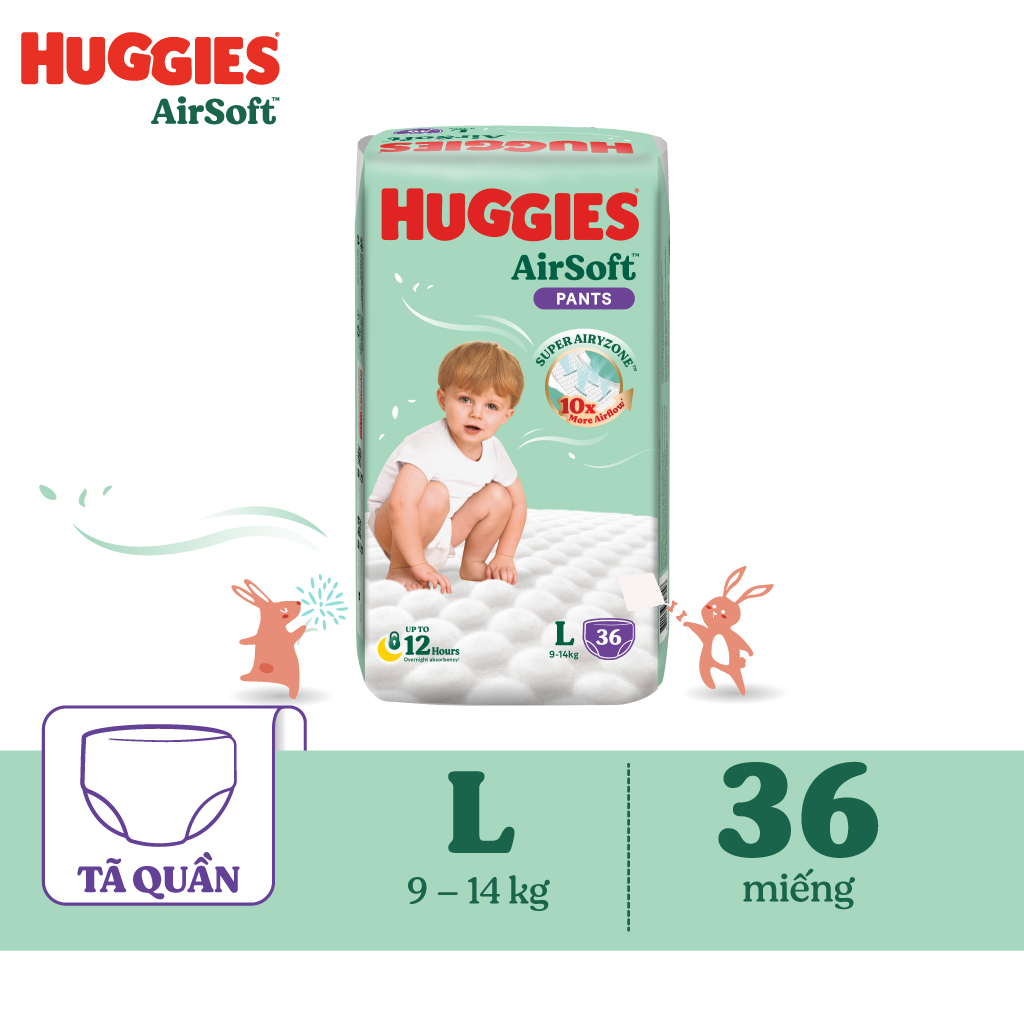 HUGGIES
AirSoft™
HUGGIES
HUGGIES
AirSoft™
PANTS
SUPER AIRYZONE™
10x
More Airflow*
UP TO
12 Hours
Overnight absorbency!
L
9-14kg
36
TÃ QUẦN
L
9 – 14 kg
36
miếng